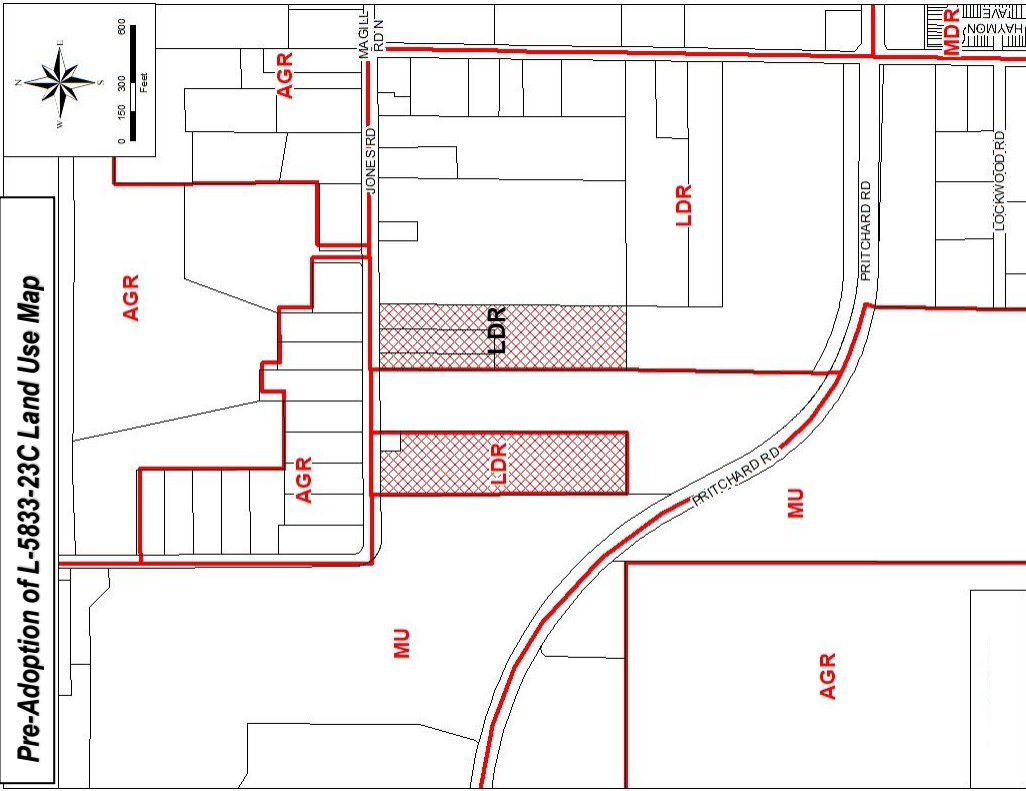 Pre-Adoption of L-5833-23C Land Use Map
N
E
S
W
0 150 300 600
Feet
AGR
AGR
AGR
MAGILL
RD N
JONES RD
LDR
LDR
LDR
MDR
HAYMON
AVE
PRITCHARD RD
LOCKWOOD RD
PRITCHARD RD
MU
MU
AGR